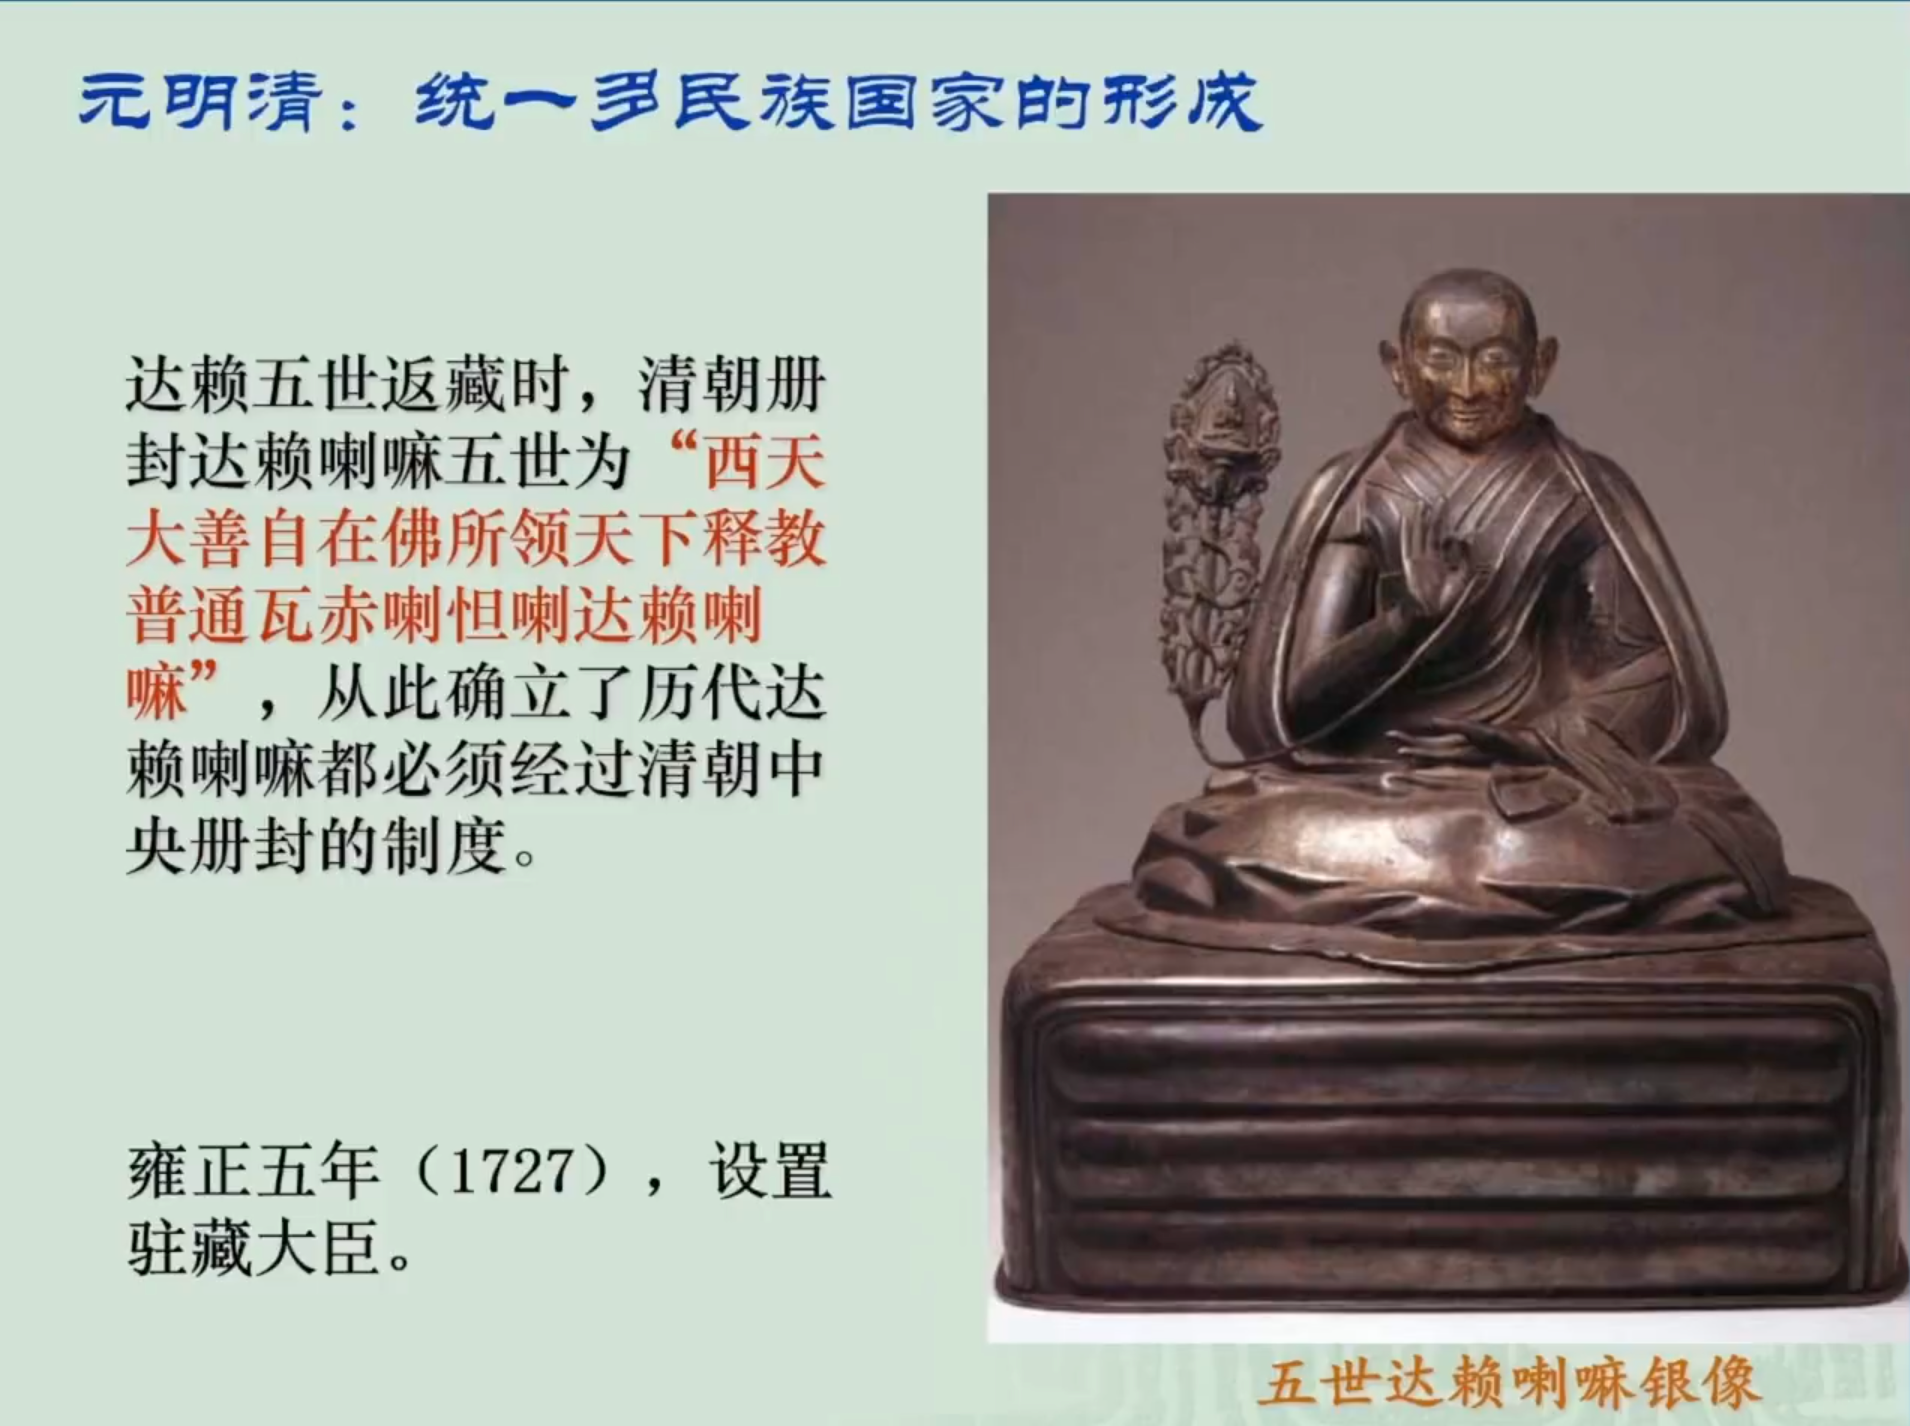 元明清：统一多民族国家的形成
达赖五世返藏时，清朝册
封达赖喇嘛五世为“西天
大善自在佛所领天下释教
普通瓦赤喇怛喇达赖喇
嘛”，从此确立了历代达
赖喇嘛都必须经过清朝中
央册封的制度。
雍正五年（1727），设置
驻藏大臣。
五世达赖喇嘛银像